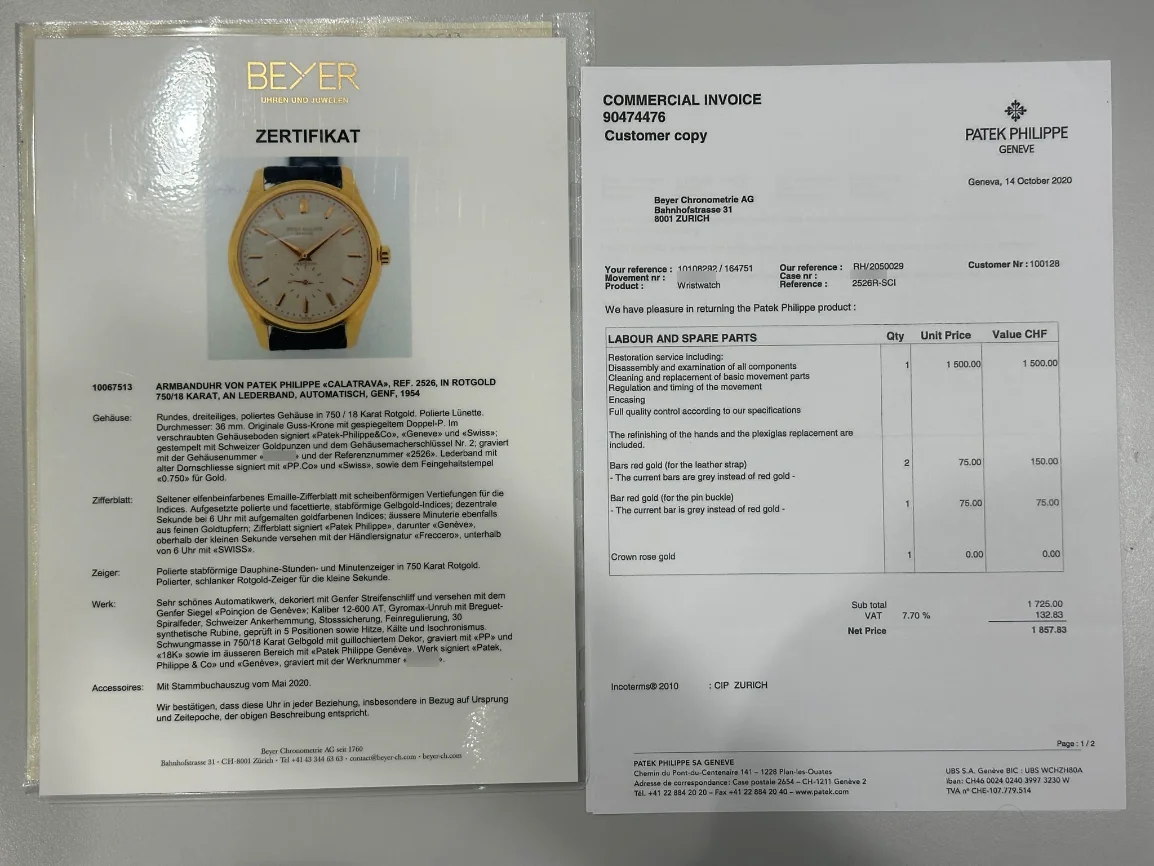 BEYER
UHREN UND JUWELEN
ZERTIFIKAT
10067513
ARMBANDUHR VON PATEK PHILIPPE «CALATRAVA», REF. 2526, IN ROTGOLD
750/18 KARAT, AN LEDERBAND, AUTOMATISCH, GENF, 1954
Gehäuse:
Rundes, dreiteiliges, poliertes Gehäuse in 750 / 18 Karat Rotgold. Polierte Lünette.
Durchmesser: 36 mm. Originale Guss-Krone mit gespiegeltem Doppel-P. Im
verschraubten Gehäuseboden signiert «Patek-Philippe&Co», «Geneve» und «Swiss»;
gestempelt mit Schweizer Goldpunzen und dem Gehäusemacherschlüssel Nr. 2; graviert
mit der Gehäusenummer « » und der Referenznummer «2526». Lederband mit
alter Dornschliesse signiert mit «PP.Co» und «Swiss», sowie dem Feingehaltstempel
«0.750» für Gold.
Zifferblatt:
Seltener elfenbeinfarbenes Emaille-Zifferblatt mit scheibenförmigen Vertiefungen für die
Indices. Aufgesetzte polierte und facettierte, stabförmige Gelbgold-Indices; dezentrale
Sekunde bei 6 Uhr mit aufgemalten goldfarbenen Indices; äussere Minuterie ebenfalls
aus feinen Goldtupfern; Zifferblatt signiert «Patek Philippe», darunter «Genêve»,
oberhalb der kleinen Sekunde versehen mit der Händlersignatur «Freccero», unterhalb
von 6 Uhr mit «SWISS».
Zeiger:
Polierte stabförmige Dauphine-Stunden- und Minutenzeiger in 750 Karat Rotgold.
Polierter, schlanker Rotgold-Zeiger für die kleine Sekunde.
Werk:
Sehr schönes Automatikwerk, dekoriert mit Genfer Streifenschliff und versehen mit dem
Genfer Siegel «Poinçion de Genêve»; Kaliber 12-600 AT, Gyromax-Unruh mit Breguet-
Spiralfeder, Schweizer Ankerhemmung, Stosssicherung, Feinregulierung, 30
synthetische Rubine, geprüft in 5 Positionen sowie Hitze, Kälte und Isochronismus.
Schwungmasse in 750/18 Karat Gelbgold mit guillochiertem Dekor, graviert mit «PP» und
«18K» sowie im äusseren Bereich mit «Patek Philippe Genêve». Werk signiert «Patek,
Philippe & Co» und «Genêve», graviert mit der Werknummer « ».
Accessoires:
Mit Stammbuchauszug vom Mai 2020.
Wir bestätigen, dass diese Uhr in jeder Beziehung, insbesondere in Bezug auf Ursprung
und Zeitepoche, der obigen Beschreibung entspricht.
Beyer Chronometrie AG seit 1760
Bahnhofstrasse 31 · CH-8001 Zürich · Tel +41 43 344 63 63 · contact@beyer-ch.com · beyer-ch.com
COMMERCIAL INVOICE
90474476
Customer copy
PATEK PHILIPPE
GENEVE
Geneva, 14 October 2020
Beyer Chronometrie AG
Bahnhofstrasse 31
8001 ZURICH
Your reference : 10108292 / 164751
Movement nr :
Product : Wristwatch
Our reference : RH/2050029
Case nr :
Reference : 2526R-SCI
Customer Nr : 100128
We have pleasure in returning the Patek Philippe product :
LABOUR AND SPARE PARTS Qty Unit Price Value CHF
Restoration service including: 1 1 500.00 1 500.00
Disassembly and examination of all components
Cleaning and replacement of basic movement parts
Regulation and timing of the movement
Encasing
Full quality control according to our specifications
The refinishing of the hands and the plexiglas replacement are
included.
Bars red gold (for the leather strap) 2 75.00 150.00
- The current bars are grey instead of red gold -
Bar red gold (for the pin buckle) 1 75.00 75.00
- The current bar is grey instead of red gold -
Crown rose gold 1 0.00 0.00
Sub total 1 725.00
VAT 7.70 % 132.83
Net Price 1 857.83
Incoterms® 2010 : CIP ZURICH
Page : 1 / 2
PATEK PHILIPPE SA GENEVE
Chemin du Pont-du-Centenaire 141 – 1228 Plan-les-Ouates
Adresse de correspondance : Case postale 2654 – CH-1211 Genève 2
Tél. +41 22 884 20 20 – Fax +41 22 884 20 40 – www.patek.com
UBS S.A. Genève BIC : UBS WCHZH80A
Iban: CH46 0024 0240 3997 3230 W
TVA n° CHE-107.779.514